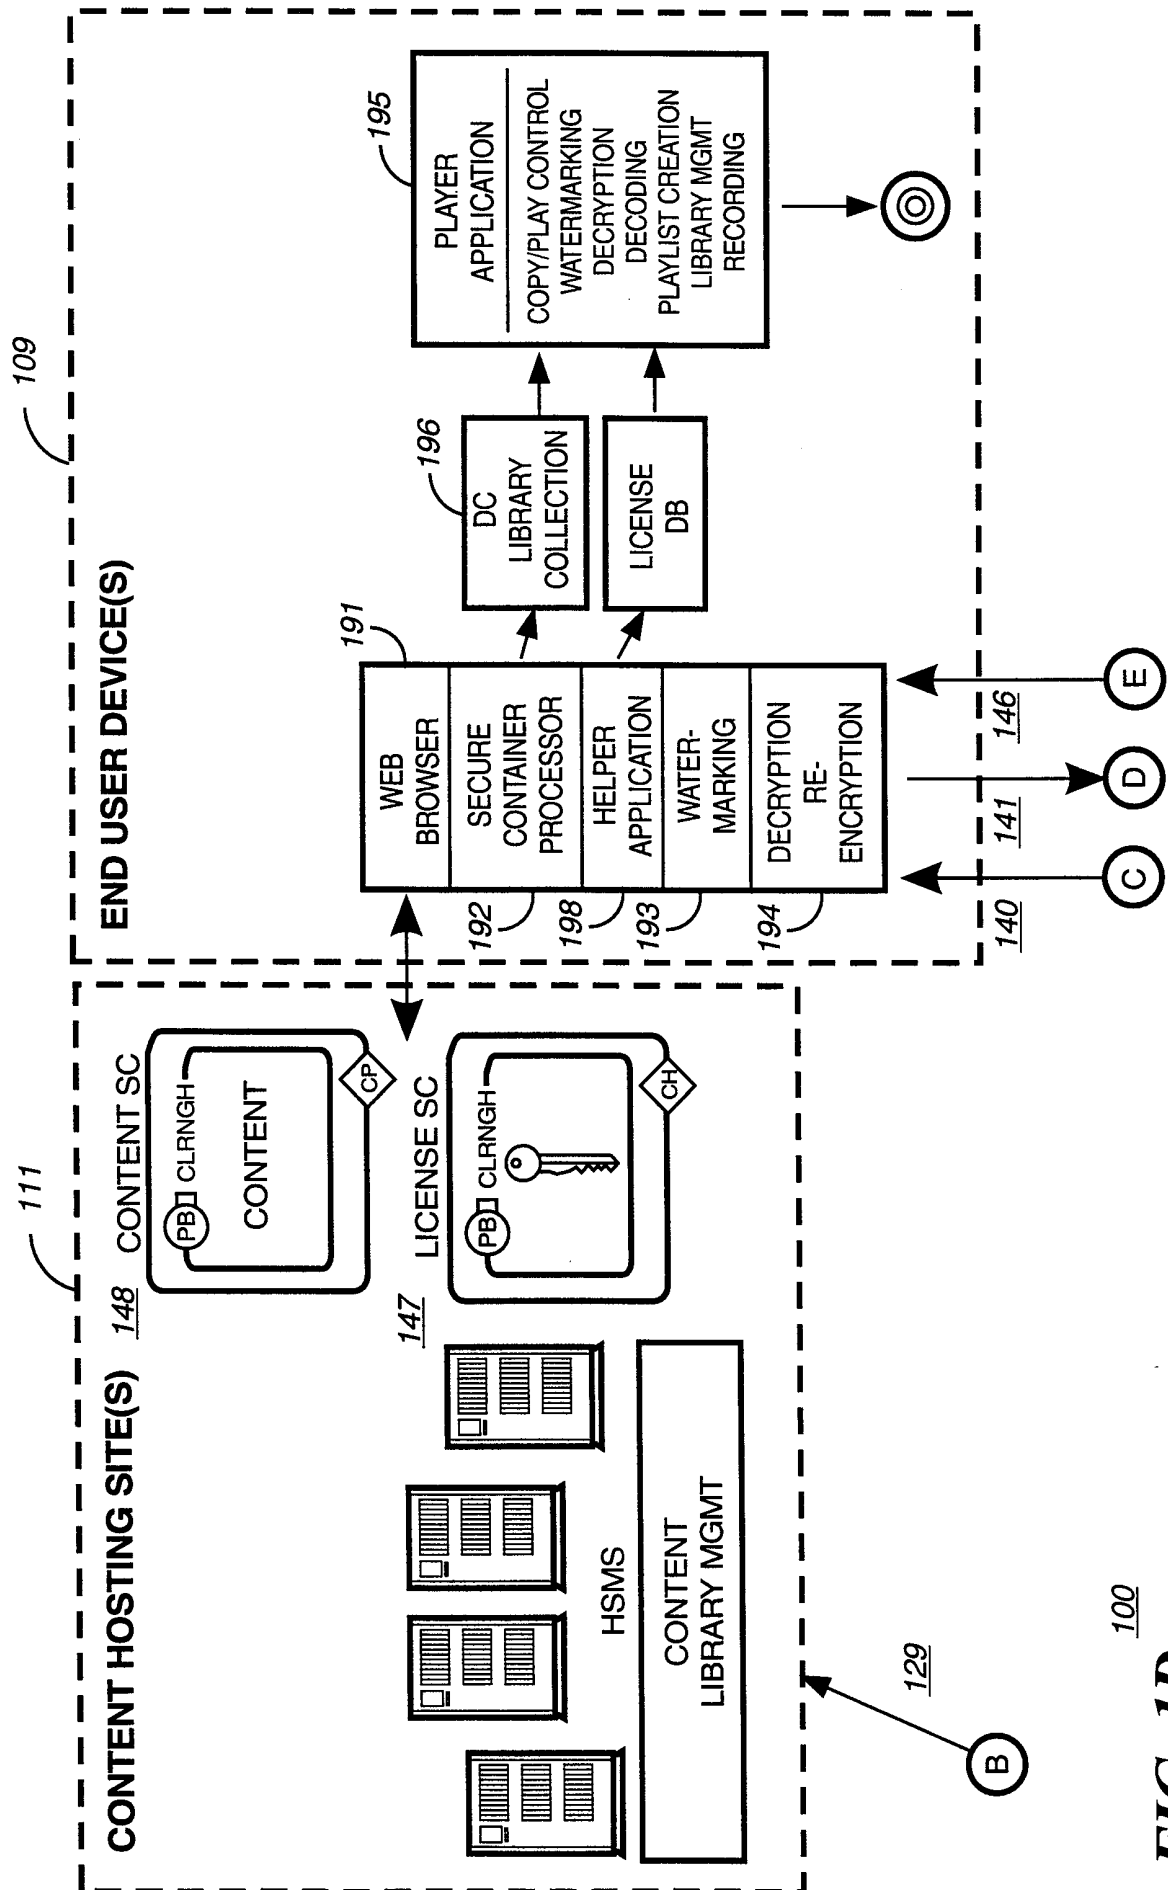 CONTENT HOSTING SITE(S)
111
148
CONTENT SC
PB
CLRNGH
CONTENT
CP
147
LICENSE SC
PB
CLRNGH
CH
HSMS
CONTENT
LIBRARY MGMT
129
B
END USER DEVICE(S)
109
191
WEB
BROWSER
192
SECURE
CONTAINER
PROCESSOR
198
HELPER
APPLICATION
193
WATER-
MARKING
194
DECRYPTION
RE-
ENCRYPTION
196
DC
LIBRARY
COLLECTION
LICENSE
DB
195
PLAYER
APPLICATION
COPY/PLAY CONTROL
WATERMARKING
DECRYPTION
DECODING
PLAYLIST CREATION
LIBRARY MGMT
RECORDING
140
141
146
C
D
E
100
FIG. 1D